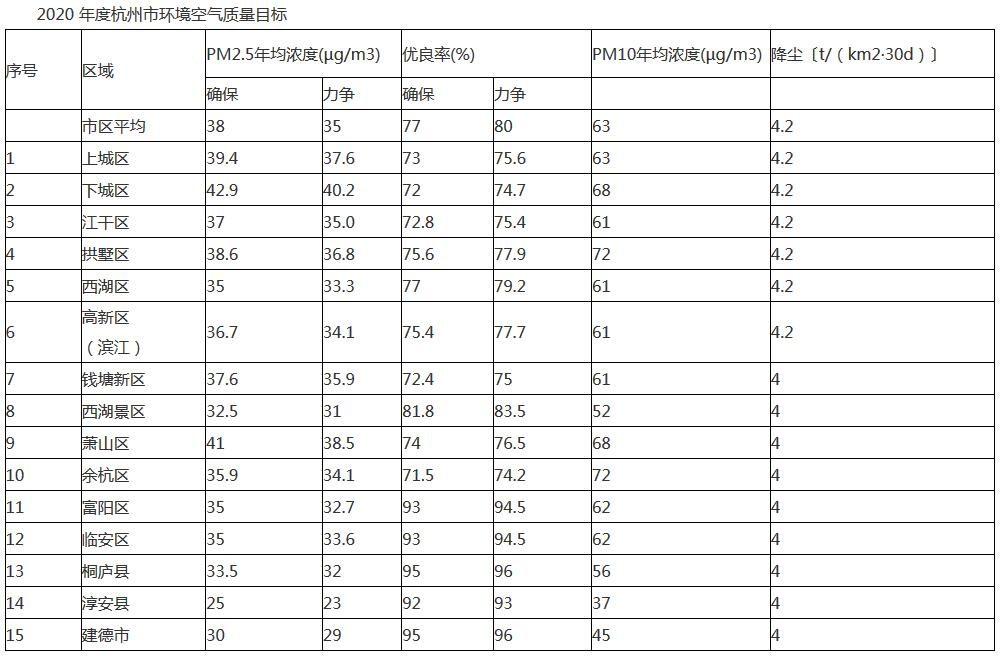 2020 年度杭州市环境空气质量目标
序号 区域 PM2.5年均浓度(μg/m3) 优良率(%) PM10年均浓度(μg/m3) 降尘〔t/（km2·30d）〕
确保 力争 确保 力争
市区平均 38 35 77 80 63 4.2
1 上城区 39.4 37.6 73 75.6 63 4.2
2 下城区 42.9 40.2 72 74.7 68 4.2
3 江干区 37 35.0 72.8 75.4 61 4.2
4 拱墅区 38.6 36.8 75.6 77.9 72 4.2
5 西湖区 35 33.3 77 79.2 61 4.2
6 高新区 36.7 34.1 75.4 77.7 61 4.2
（滨江）
7 钱塘新区 37.6 35.9 72.4 75 61 4
8 西湖景区 32.5 31 81.8 83.5 52 4
9 萧山区 41 38.5 74 76.5 68 4
10 余杭区 35.9 34.1 71.5 74.2 72 4
11 富阳区 35 32.7 93 94.5 62 4
12 临安区 35 33.6 93 94.5 62 4
13 桐庐县 33.5 32 95 96 56 4
14 淳安县 25 23 92 93 37 4
15 建德市 30 29 95 96 45 4